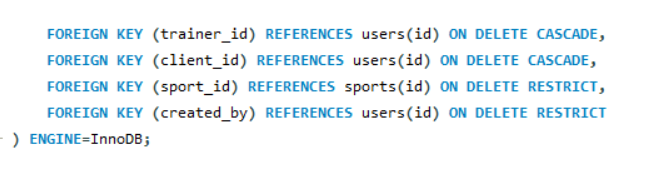 FOREIGN KEY (trainer_id) REFERENCES users(id) ON DELETE CASCADE,
FOREIGN KEY (client_id) REFERENCES users(id) ON DELETE CASCADE,
FOREIGN KEY (sport_id) REFERENCES sports(id) ON DELETE RESTRICT,
FOREIGN KEY (created_by) REFERENCES users(id) ON DELETE RESTRICT
) ENGINE=InnoDB;